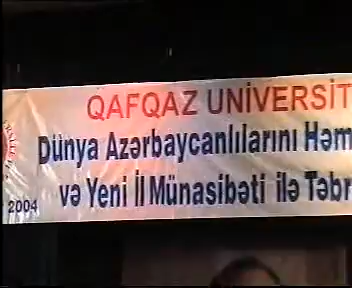 QAFQAZ UNİVERSİT
Dünya Azərbaycanlılarını Həm
və Yeni İl Münasibəti ilə Təbr
2004